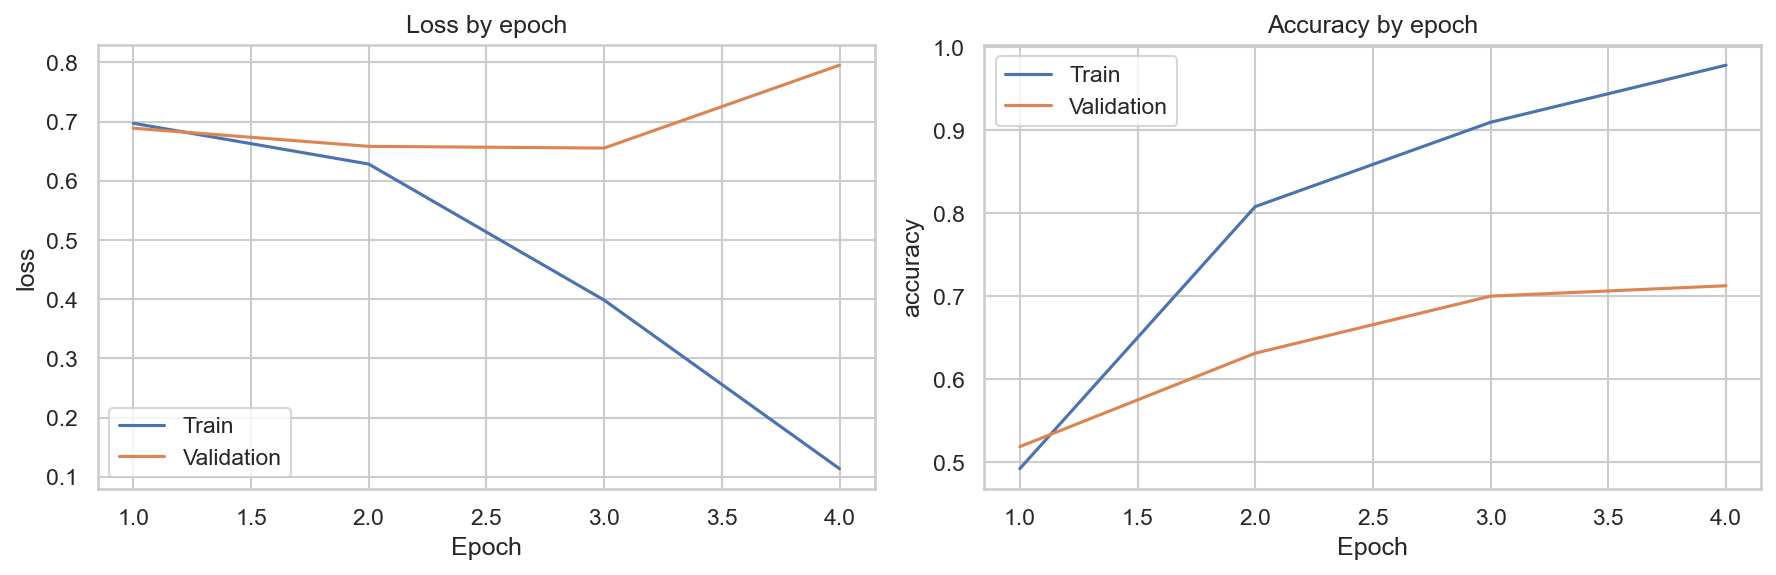 Loss by epoch
0.8
0.7
0.6
0.5
0.4
0.3
0.2
0.1
loss
Train
Validation
1.0 1.5 2.0 2.5 3.0 3.5 4.0
Epoch
Accuracy by epoch
1.0
0.9
0.8
0.7
0.6
0.5
accuracy
Train
Validation
1.0 1.5 2.0 2.5 3.0 3.5 4.0
Epoch